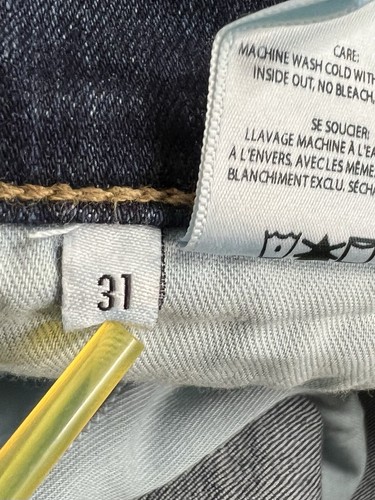 CARE:
MACHINE WASH COLD WITH
INSIDE OUT, NO BLEACH,
SE SOUCIER:
LLAVAGE MACHINE À L'EA
A L'ENVERS. AVEC LES MÊME
BLANCHIMENT EXCLU. SÉCHA
31